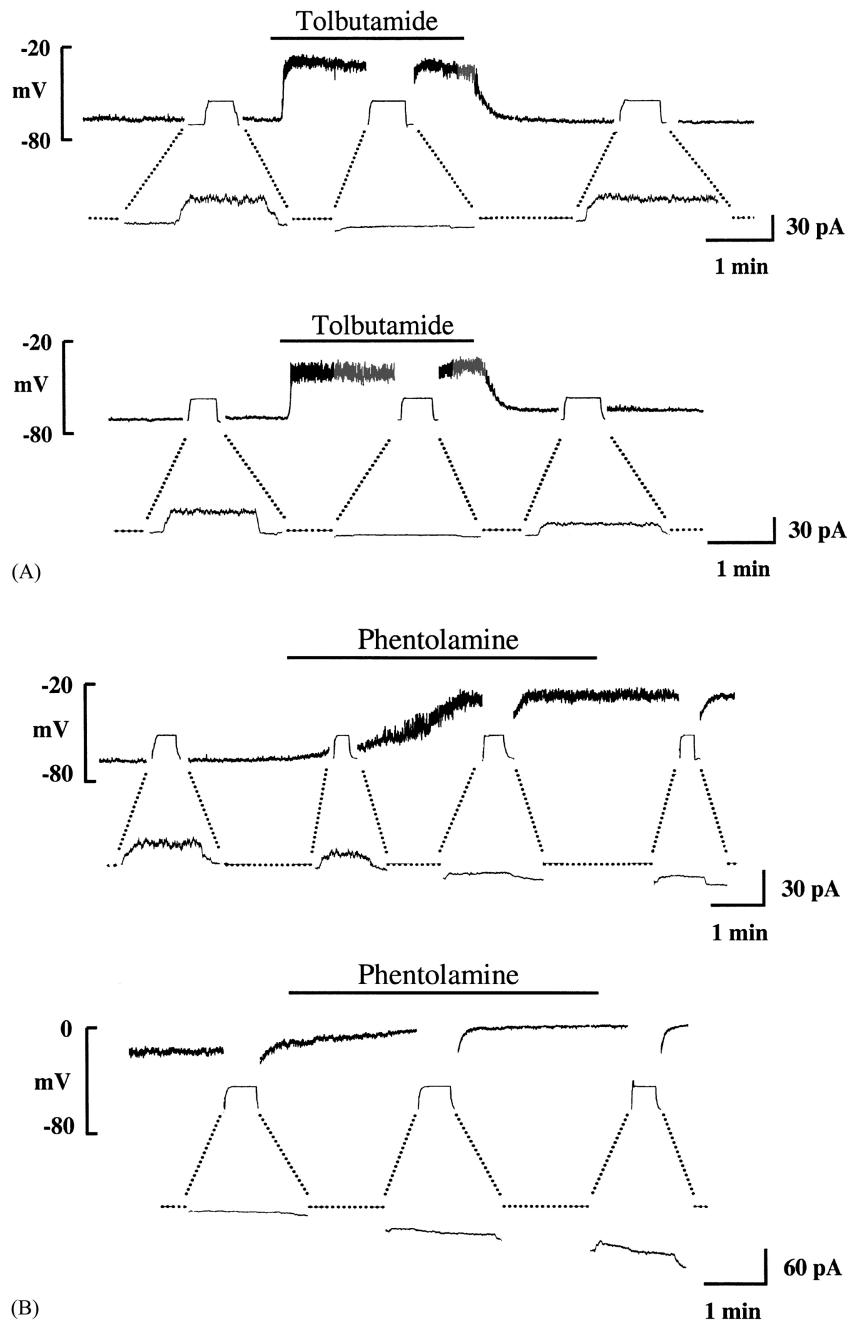 Tolbutamide
-20
mV
-80
30 pA
1 min
Tolbutamide
-20
mV
-80
30 pA
1 min
(A)
Phentolamine
-20
mV
-80
30 pA
1 min
Phentolamine
0
mV
-80
60 pA
1 min
(B)